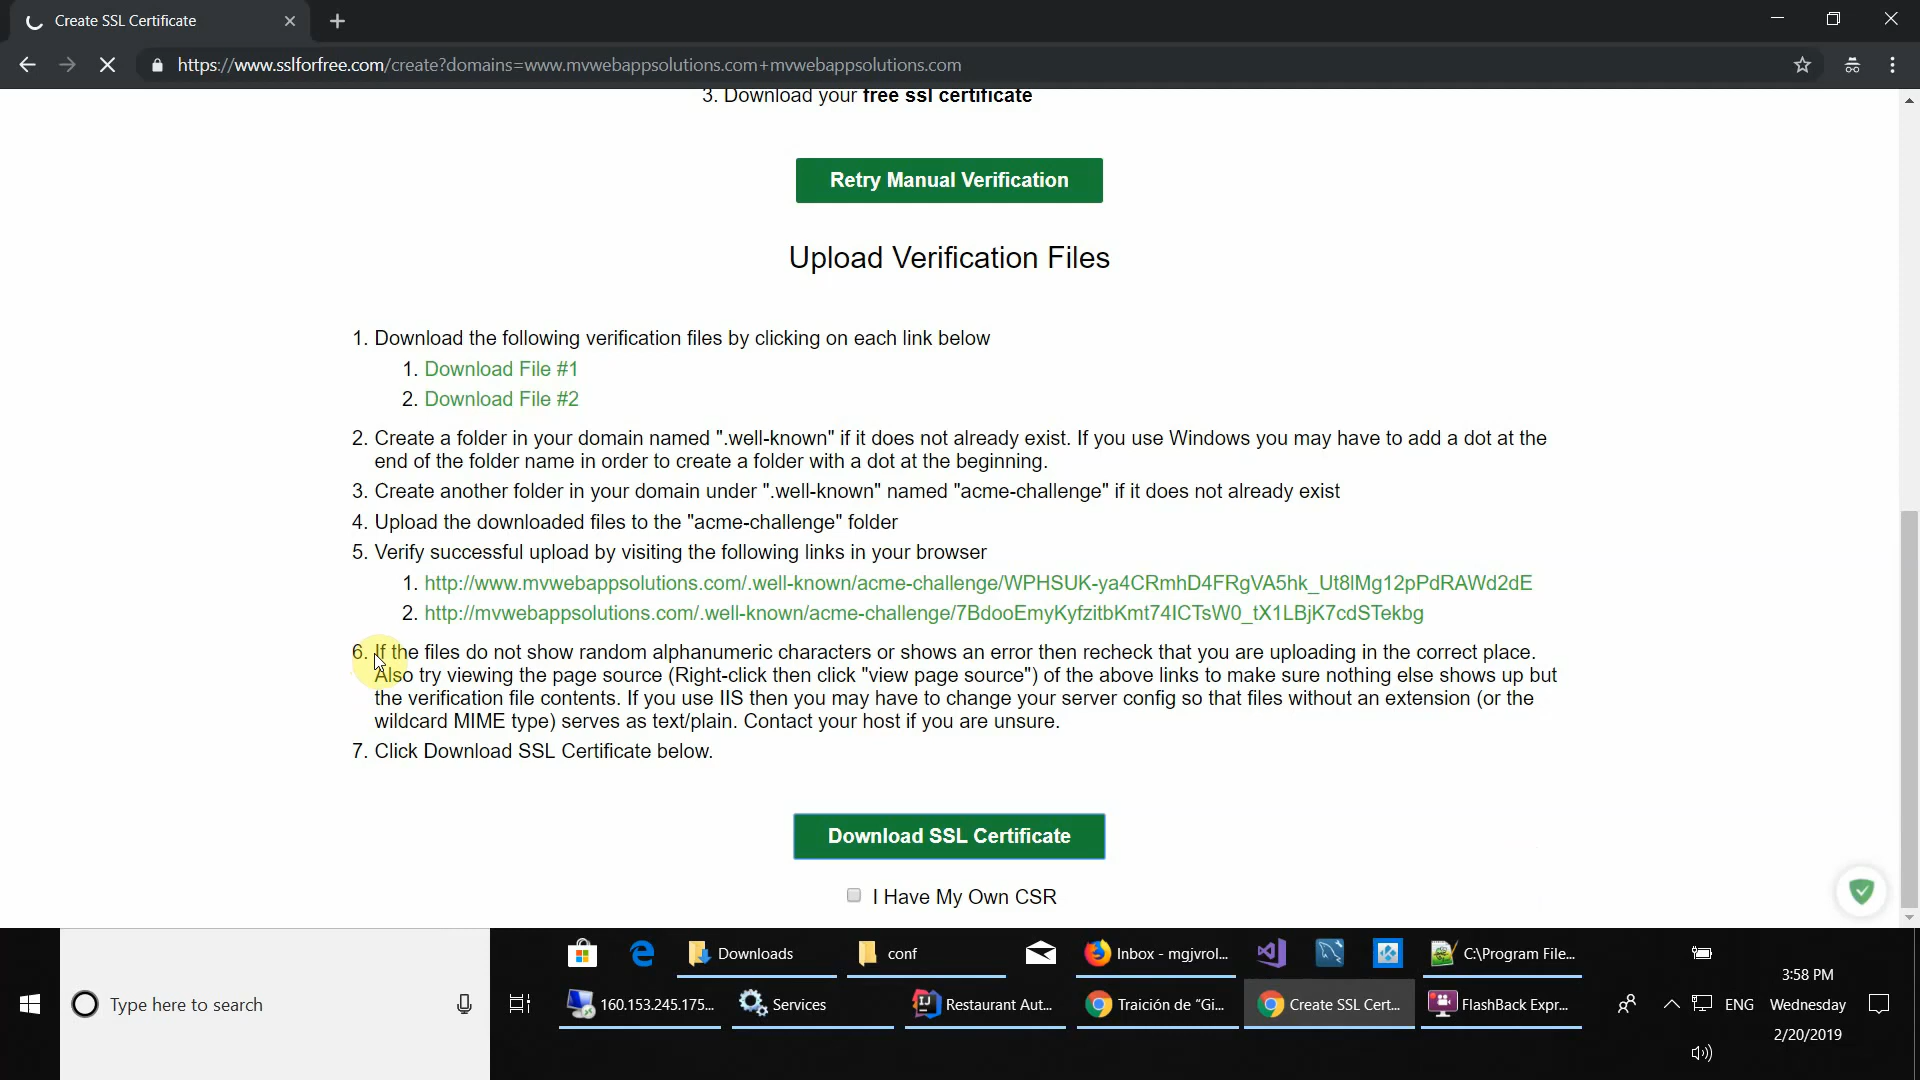 Create SSL Certificate
https://www.sslforfree.com/create?domains=www.mvwebappsolutions.com+mvwebappsolutions.com
3. Download your free ssl certificate
Retry Manual Verification
Upload Verification Files
1. Download the following verification files by clicking on each link below
1. Download File #1
2. Download File #2
2. Create a folder in your domain named ".well-known" if it does not already exist. If you use Windows you may have to add a dot at the
end of the folder name in order to create a folder with a dot at the beginning.
3. Create another folder in your domain under ".well-known" named "acme-challenge" if it does not already exist
4. Upload the downloaded files to the "acme-challenge" folder
5. Verify successful upload by visiting the following links in your browser
1. http://www.mvwebappsolutions.com/.well-known/acme-challenge/WPHSUK-ya4CRmhD4FRgVA5hk_Ut8lMg12pPdRAWd2dE
2. http://mvwebappsolutions.com/.well-known/acme-challenge/7BdooEmyKyfzitbKmt74lCTsW0_tX1LBjK7cdSTekbg
6. If the files do not show random alphanumeric characters or shows an error then recheck that you are uploading in the correct place.
Also try viewing the page source (Right-click then click "view page source") of the above links to make sure nothing else shows up but
the verification file contents. If you use IIS then you may have to change your server config so that files without an extension (or the
wildcard MIME type) serves as text/plain. Contact your host if you are unsure.
7. Click Download SSL Certificate below.
Download SSL Certificate
I Have My Own CSR
Downloads
conf
Inbox - mgjvrol...
C:\Program File...
Type here to search
160.153.245.175...
Services
Restaurant Aut...
Traición de “Gi...
Create SSL Cert...
FlashBack Expr...
ENG
3:58 PM
Wednesday
2/20/2019